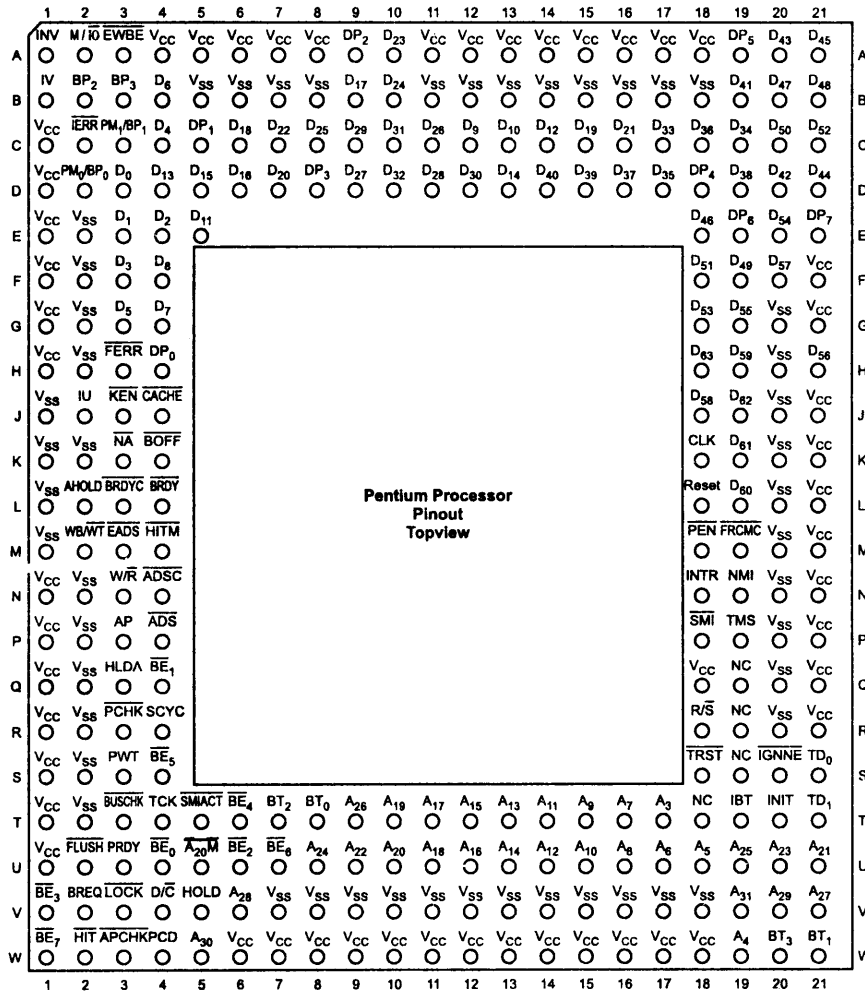 1 2 3 4 5 6 7 8 9 10 11 12 13 14 15 16 17 18 19 20 21
INV M/IO EWBE VCC VCC VCC VCC VCC DP2 D23 VCC VCC VCC VCC VCC VCC VCC VCC DP5 D43 D45
A A
IV BP2 BP3 D6 VSS VSS VSS VSS D17 D24 VSS VSS VSS VSS VSS VSS VSS VSS D41 D47 D48
B B
VCC IERR PM1/BP1 D4 DP1 D18 D22 D25 D29 D31 D26 D9 D10 D12 D19 D21 D33 D36 D34 D50 D52
C C
VCC PM0/BP0 D0 D13 D15 D16 D20 DP3 D27 D32 D28 D30 D14 D40 D39 D37 D35 DP4 D38 D42 D44
D D
VCC VSS D1 D2 D11 D46 DP6 D54 DP7
E E
VCC VSS D3 D8 D51 D49 D57 VCC
F F
VCC VSS D5 D7 D53 D55 VSS VCC
G G
VCC VSS FERR DP0 D63 D59 VSS D56
H H
VSS IU KEN CACHE D58 D62 VSS VCC
J J
VSS VSS NA BOFF CLK D61 VSS VCC
K K
VSS AHOLD BRDYC BRDY Reset D60 VSS VCC
L L
Pentium Processor
Pinout
Topview
VSS WB/WT EADS HITM PEN FRCMC VSS VCC
M M
VCC VSS W/R ADSC INTR NMI VSS VCC
N N
VCC VSS AP ADS SMI TMS VSS VCC
P P
VCC VSS HLDA BE1 VCC NC VSS VCC
Q Q
VCC VSS PCHK SCYC R/S NC VSS VCC
R R
VCC VSS PWT BE5 TRST NC IGNNE TD0
S S
VCC VSS BUSCHK TCK SMIACT BE4 BT2 BT0 A26 A19 A17 A15 A13 A11 A9 A7 A3 NC IBT INIT TD1
T T
VCC FLUSH PRDY BE0 A20M BE2 BE6 A24 A22 A20 A18 A16 A14 A12 A10 A8 A6 A5 A25 A23 A21
U U
BE3 BREQ LOCK D/C HOLD A28 VSS VSS VSS VSS VSS VSS VSS VSS VSS VSS VSS VSS A31 A29 A27
V V
BE7 HIT APCHK PCD A30 VCC VCC VCC VCC VCC VCC VCC VCC VCC VCC VCC VCC VCC A4 BT3 BT1
W W
1 2 3 4 5 6 7 8 9 10 11 12 13 14 15 16 17 18 19 20 21